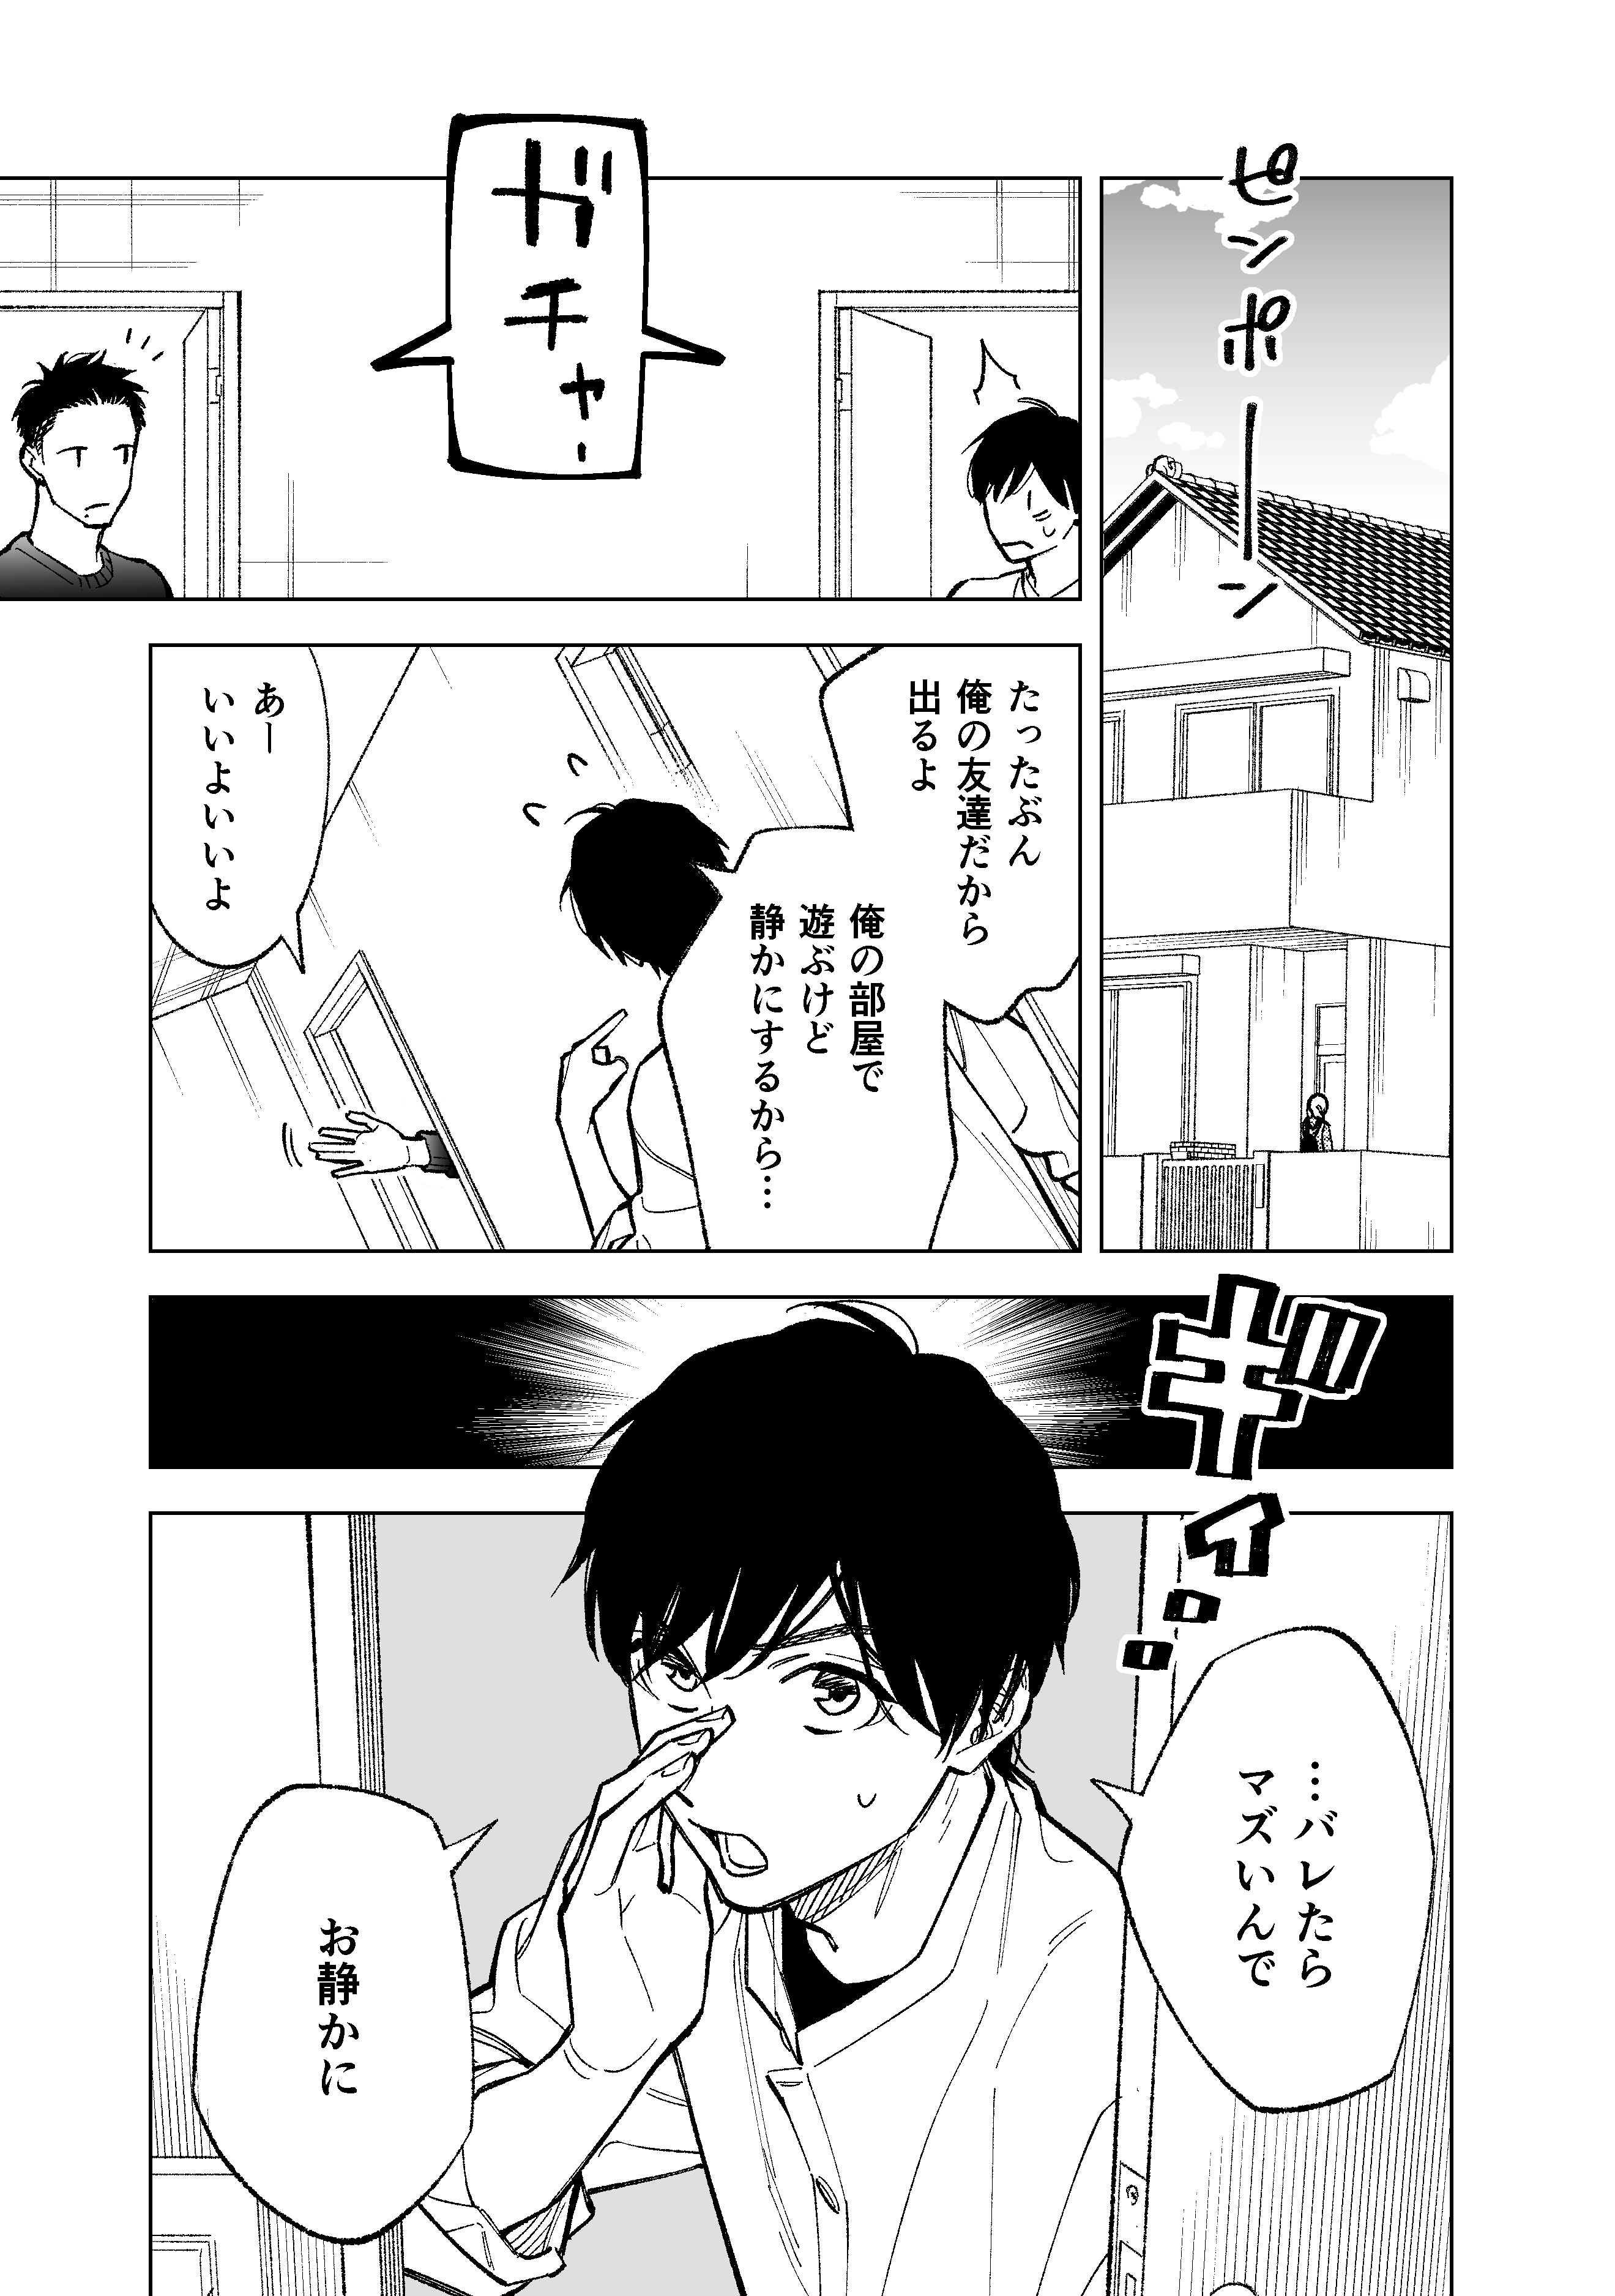 ピンポーン
ガチャ
たったぶん
俺の友達だから
出るよ
俺の部屋で
遊ぶけど
静かにするから…
あー
いいよいいよ
ギィ…
…バレたら
マズいんで
お静かに